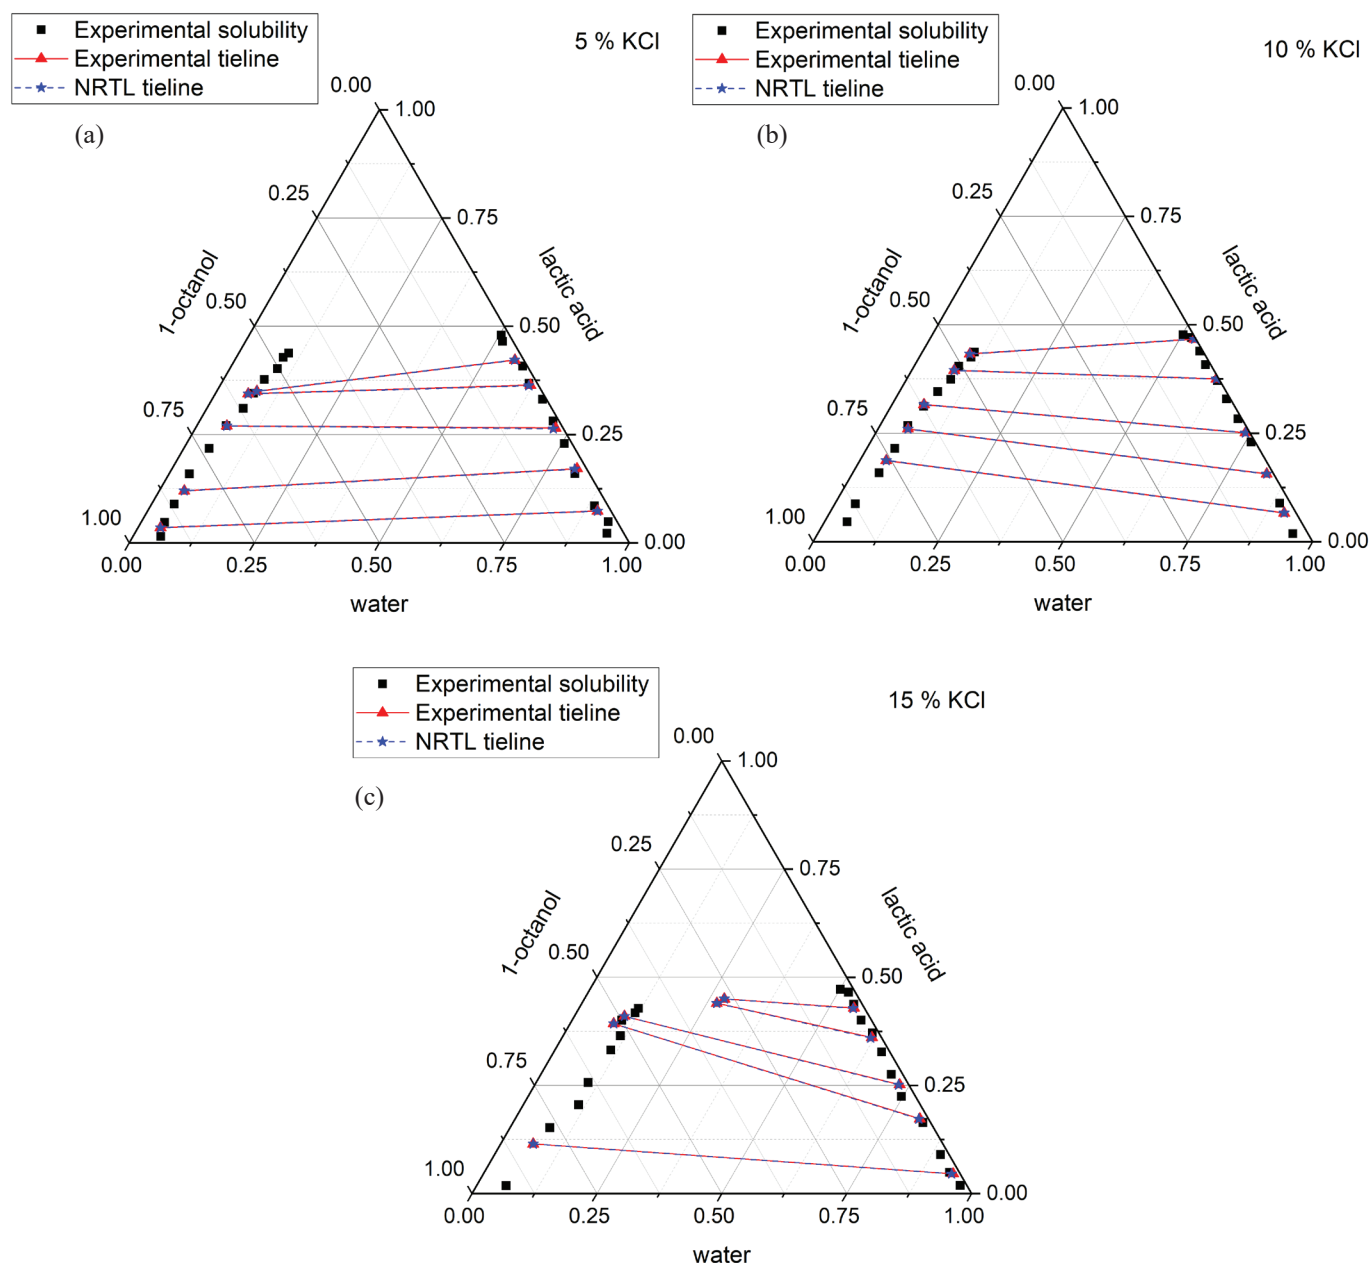 Experimental solubility
Experimental tieline
NRTL tieline
5 % KCl
(a)
0.00
1.00
0.25
0.75
1-octanol
lactic acid
0.50
0.50
0.75
0.25
1.00
0.00
0.00
0.25
0.50
0.75
1.00
water
Experimental solubility
Experimental tieline
NRTL tieline
10 % KCl
(b)
0.00
1.00
0.25
0.75
1-octanol
lactic acid
0.50
0.50
0.75
0.25
1.00
0.00
0.00
0.25
0.50
0.75
1.00
water
Experimental solubility
Experimental tieline
NRTL tieline
15 % KCl
(c)
0.00
1.00
0.25
0.75
1-octanol
lactic acid
0.50
0.50
0.75
0.25
1.00
0.00
0.00
0.25
0.50
0.75
1.00
water